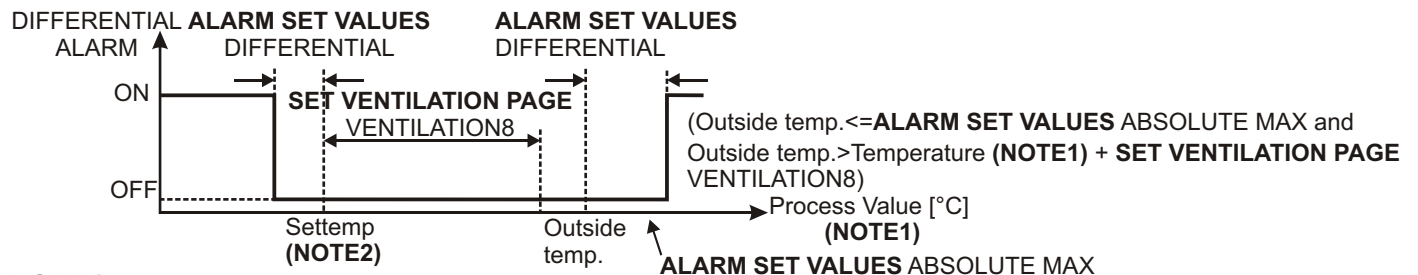 DIFFERENTIAL ALARM SET VALUES ALARM SET VALUES
ALARM DIFFERENTIAL DIFFERENTIAL
ON
SET VENTILATION PAGE
VENTILATION8
(Outside temp.<=ALARM SET VALUES ABSOLUTE MAX and
Outside temp.>Temperature (NOTE1) + SET VENTILATION PAGE
VENTILATION8)
OFF
Process Value [°C]
(NOTE1)
Settemp
(NOTE2)
Outside
temp.
ALARM SET VALUES ABSOLUTE MAX